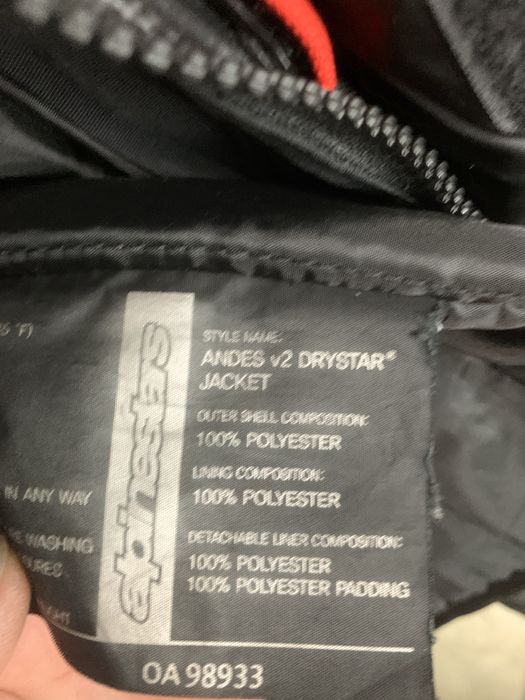 STYLE NAME:
ANDES v2 DRYSTAR®
JACKET
OUTER SHELL COMPOSITION:
100% POLYESTER
LINING COMPOSITION:
100% POLYESTER
DETACHABLE LINER COMPOSITION:
100% POLYESTER
100% POLYESTER PADDING
alpinestars
°F)
IN ANY WAY
WASHING
OA 98933